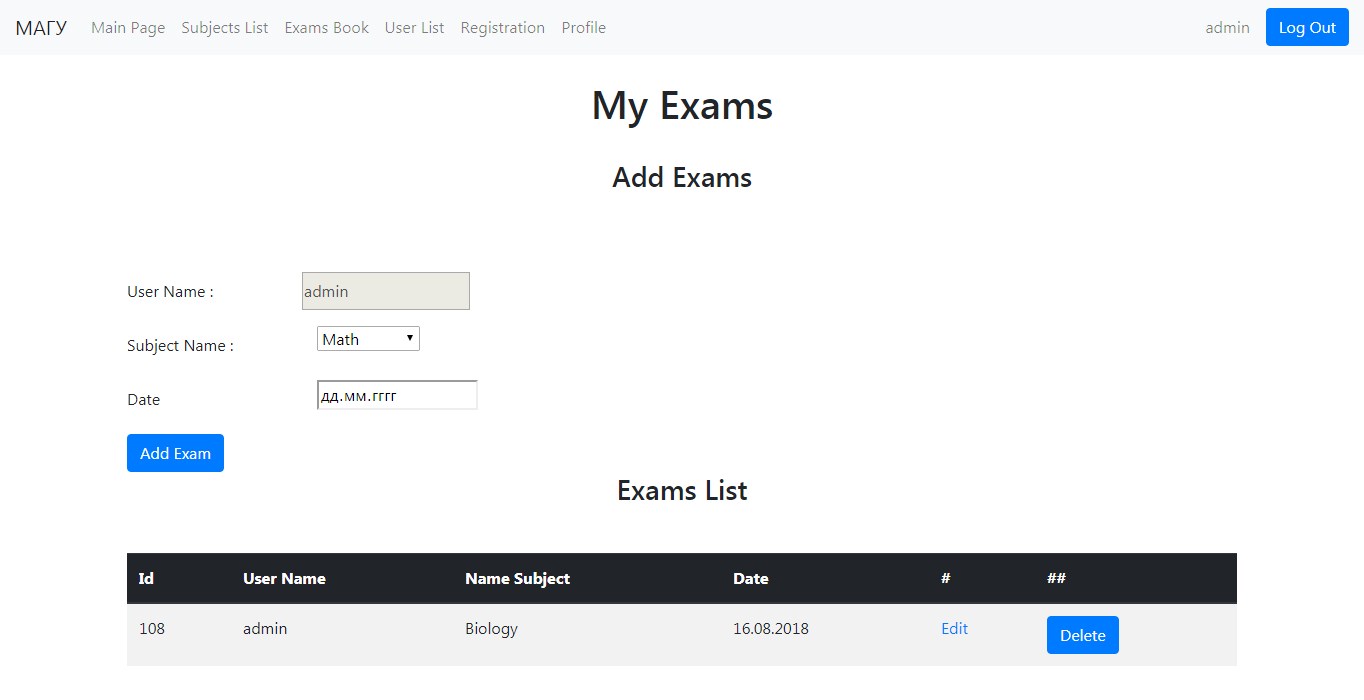 МАГУ Main Page Subjects List Exams Book User List Registration Profile admin Log Out
My Exams
Add Exams
User Name : admin
Subject Name : Math
Date дд.мм.гггг
Add Exam
Exams List
Id User Name Name Subject Date # ##
108 admin Biology 16.08.2018 Edit Delete